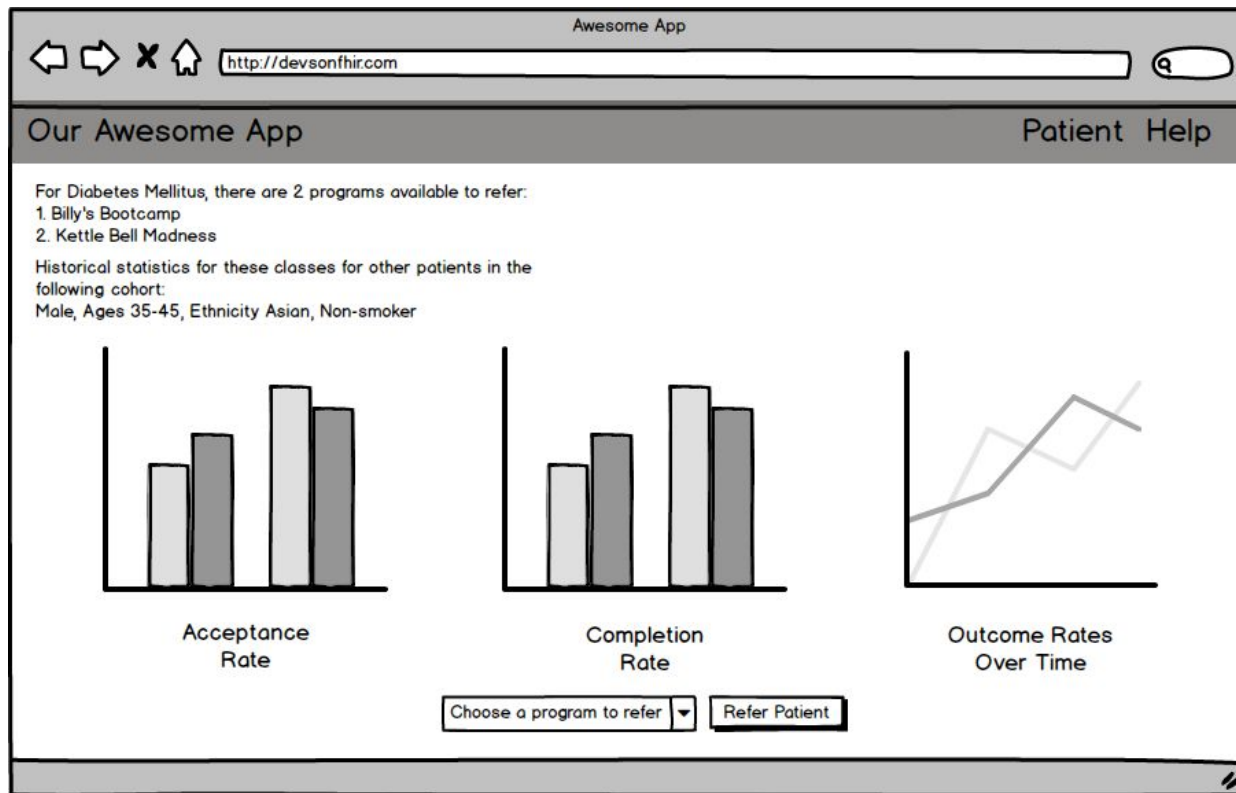 Awesome App
http://devsonfhir.com
Our Awesome App
Patient Help
For Diabetes Mellitus, there are 2 programs available to refer:
1. Billy's Bootcamp
2. Kettle Bell Madness
Historical statistics for these classes for other patients in the
following cohort:
Male, Ages 35-45, Ethnicity Asian, Non-smoker
Acceptance
Rate
Completion
Rate
Outcome Rates
Over Time
Choose a program to refer
Refer Patient